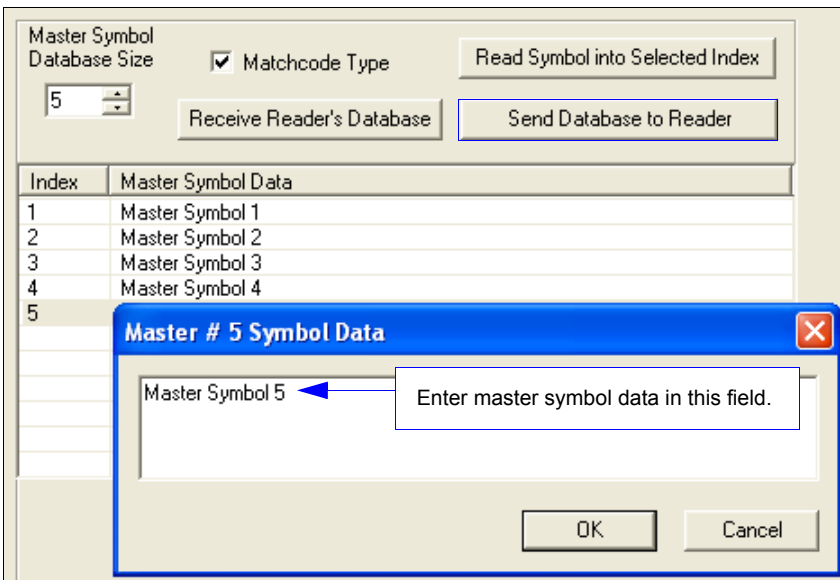 Master Symbol
Database Size
Matchcode Type
Read Symbol into Selected Index
5
Receive Reader's Database
Send Database to Reader
Index Master Symbol Data
1 Master Symbol 1
2 Master Symbol 2
3 Master Symbol 3
4 Master Symbol 4
5
Master # 5 Symbol Data
Master Symbol 5
Enter master symbol data in this field.
OK Cancel